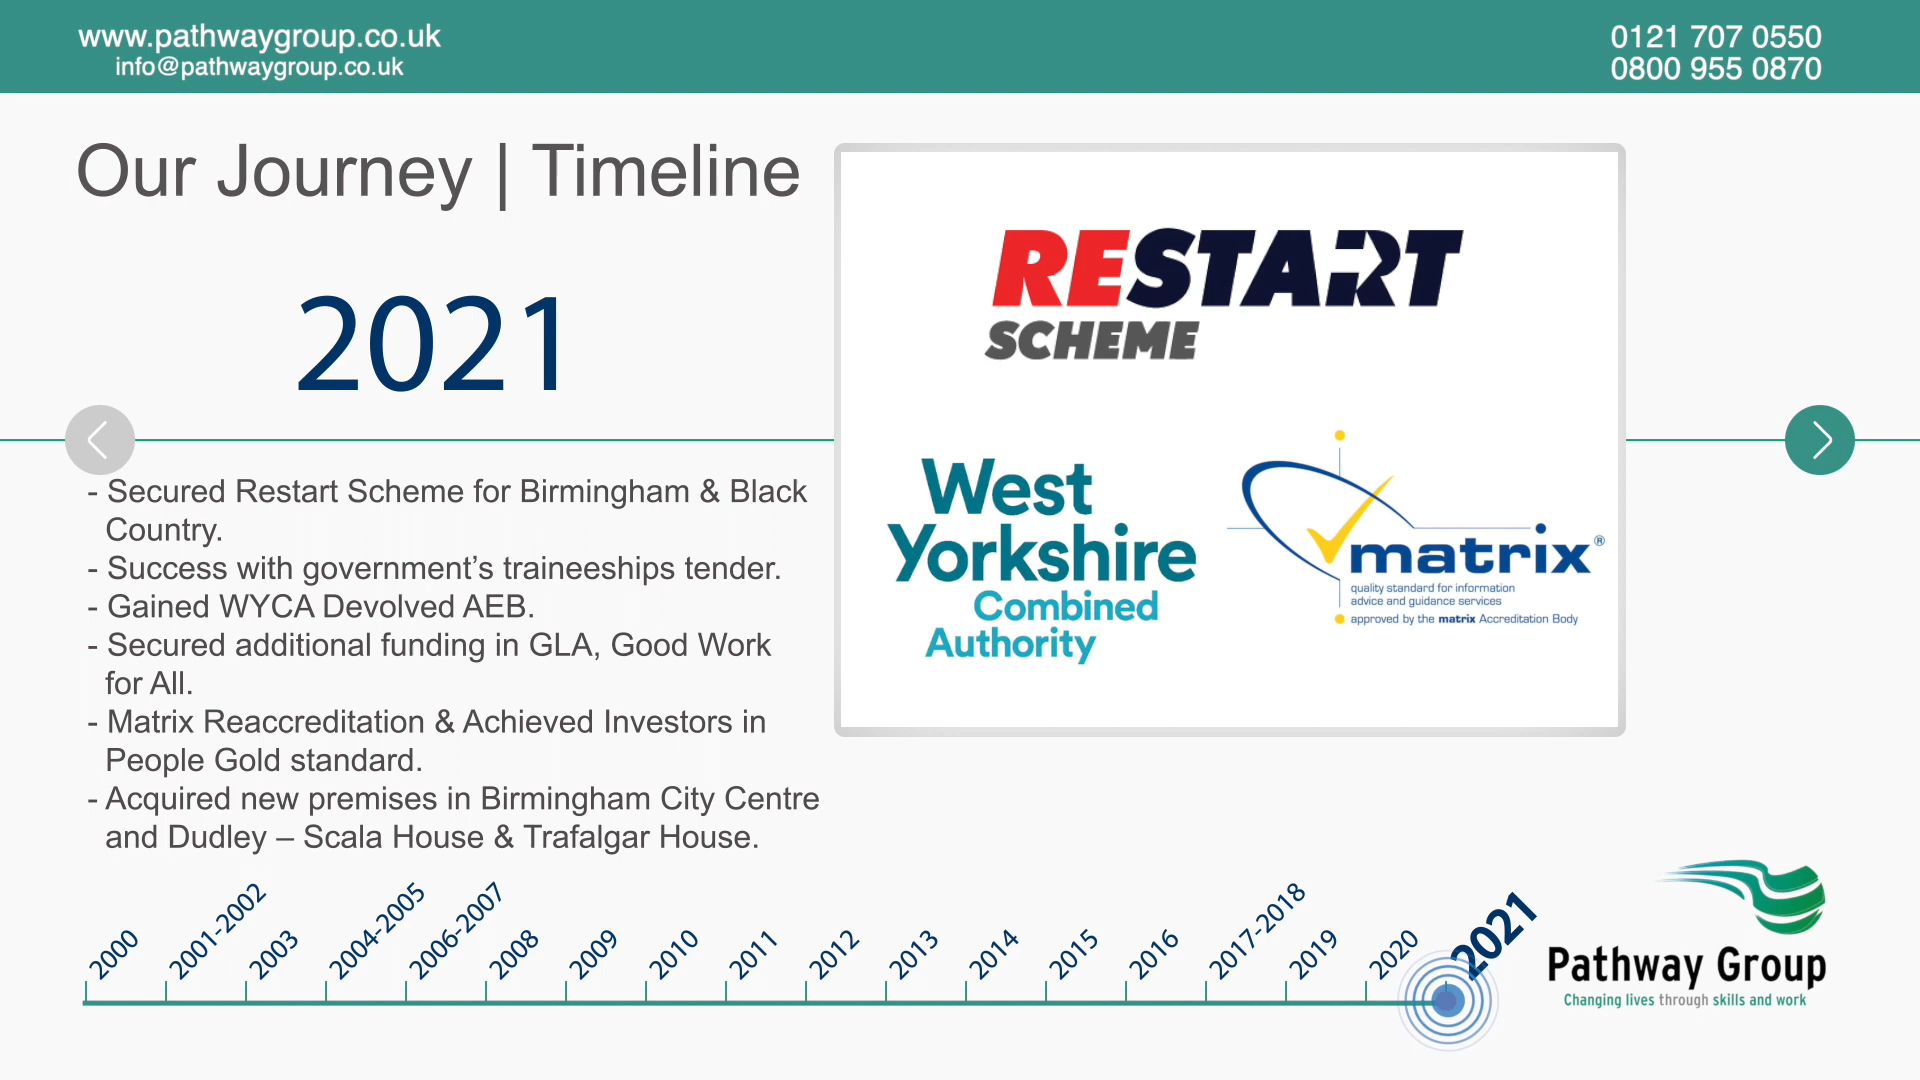 www.pathwaygroup.co.uk
info@pathwaygroup.co.uk
0121 707 0550
0800 955 0870
Our Journey | Timeline
2021
- Secured Restart Scheme for Birmingham & Black
Country.
- Success with government’s traineeships tender.
- Gained WYCA Devolved AEB.
- Secured additional funding in GLA, Good Work
for All.
- Matrix Reaccreditation & Achieved Investors in
People Gold standard.
- Acquired new premises in Birmingham City Centre
and Dudley – Scala House & Trafalgar House.
RESTART
SCHEME
West
Yorkshire
Combined
Authority
matrix®
quality standard for information
advice and guidance services
approved by the matrix Accreditation Body
2000
2001-2002
2003
2004-2005
2006-2007
2008
2009
2010
2011
2012
2013
2014
2015
2016
2017-2018
2019
2020
2021
Pathway Group
Changing lives through skills and work